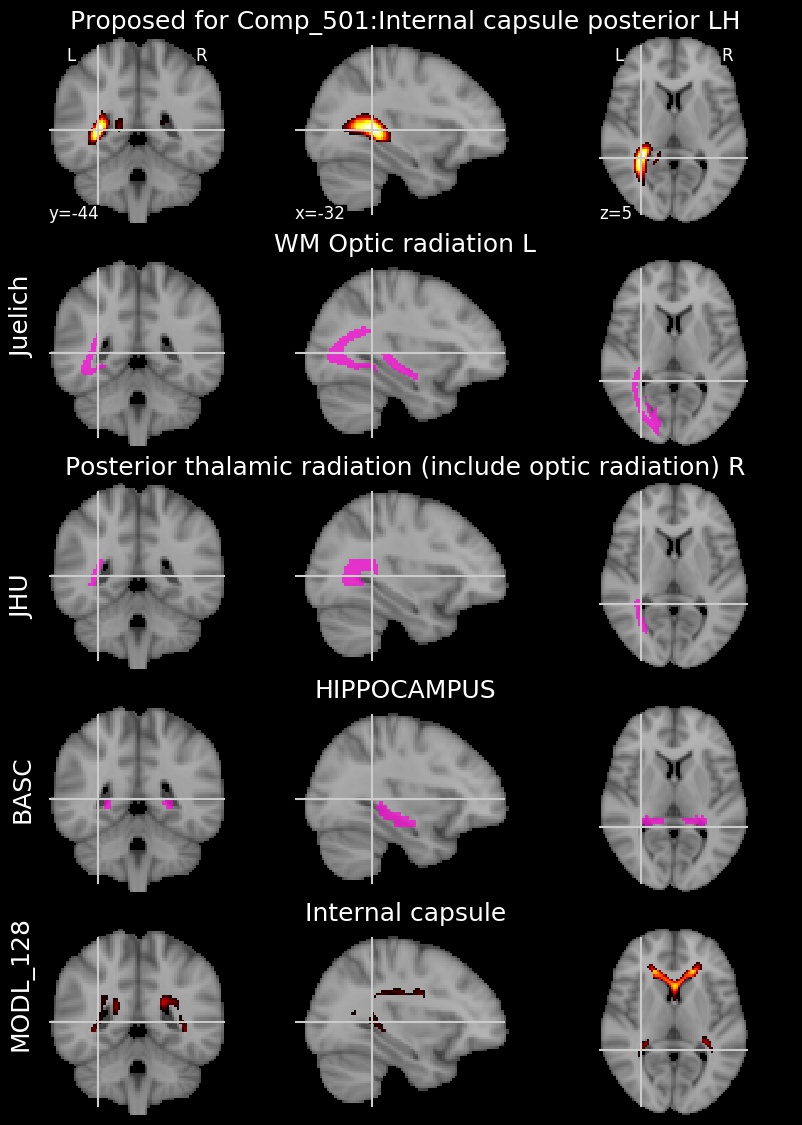 Proposed for Comp_501:Internal capsule posterior LH
L R L R
y=-44 x=-32 z=5
WM Optic radiation L
Juelich
Posterior thalamic radiation (include optic radiation) R
JHU
HIPPOCAMPUS
BASC
Internal capsule
MODL_128